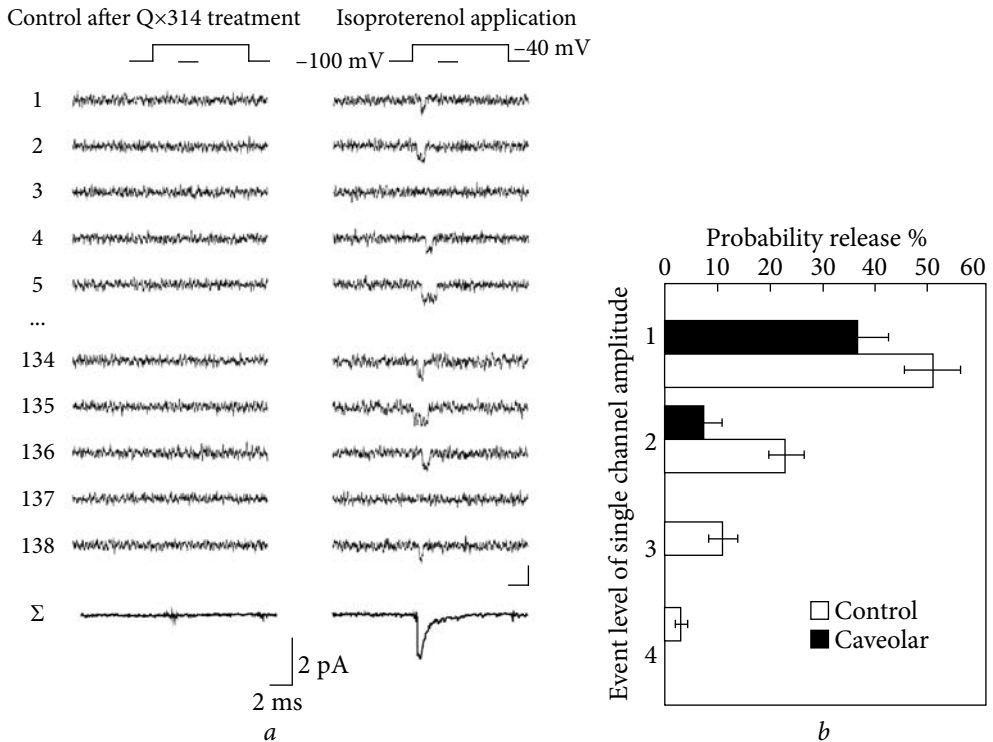 Control after Q×314 treatment
Isoproterenol application
–100 mV
–40 mV
1
2
3
4
5
...
134
135
136
137
138
Σ
2 pA
2 ms
a
Probability release %
0 10 20 30 40 50 60
Event level of single channel amplitude
1
2
3
4
Control
Caveolar
b